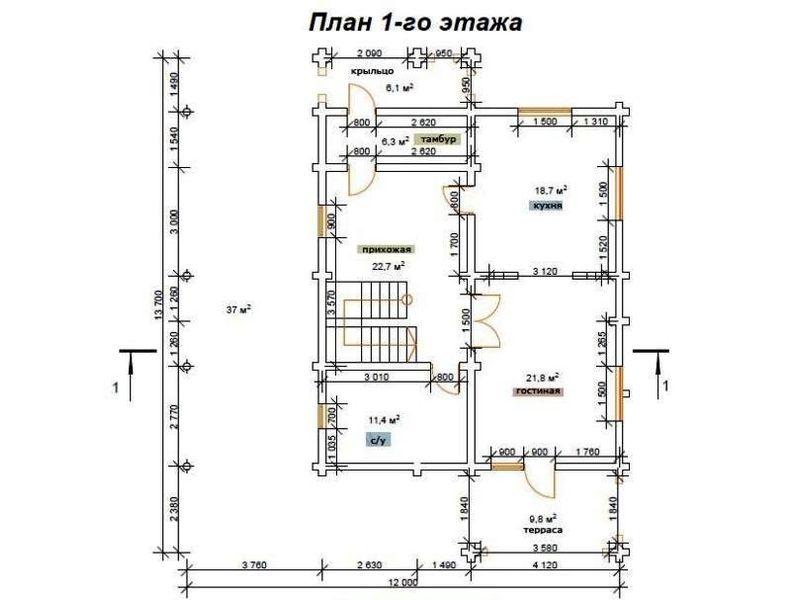 План 1-го этажа
2 090
950
крыльцо
6,1 м²
950
1 490
800
2 620
1 500
1 310
1 540
6,3 м²
тамбур
800
2 620
18,7 м²
кухня
800
1 500
3 000
900
прихожая
22,7 м²
1 700
1 520
3 120
13 700
37 м²
1 260
3 570
1 500
1 260
1 265
1
1
3 010
800
21,8 м²
гостиная
1 500
2 770
700
11,4 м²
с/у
1 035
900
900
1 760
2 380
1 840
9,8 м²
терраса
1 840
3 580
3 760
2 630
1 490
4 120
12 000